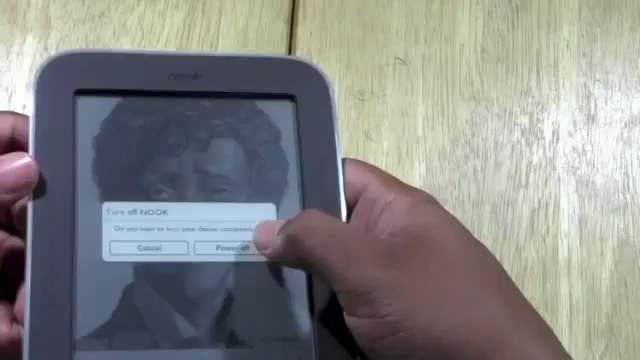 nook
Turn off NOOK
Do you want to turn your device completely
Cancel
Power off